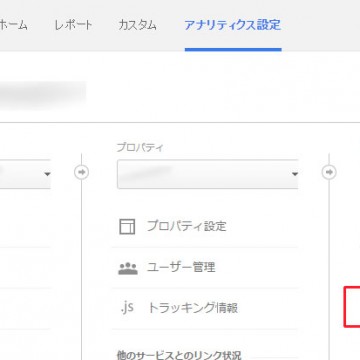 ホーム レポート カスタム アナリティクス設定
プロパティ
プロパティ設定
ユーザー管理
.js トラッキング情報
他のサービスとのリンク状況